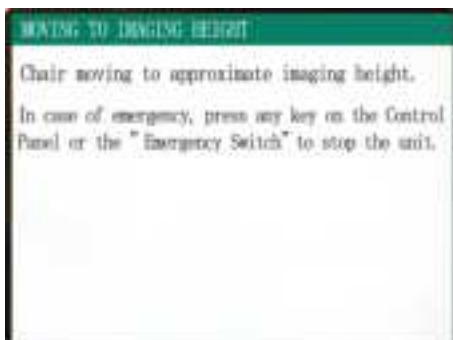 MOVING TO IMAGING HEIGHT
Chair moving to approximate imaging height.
In case of emergency, press any key on the Control
Panel or the "Emergency Switch" to stop the unit.